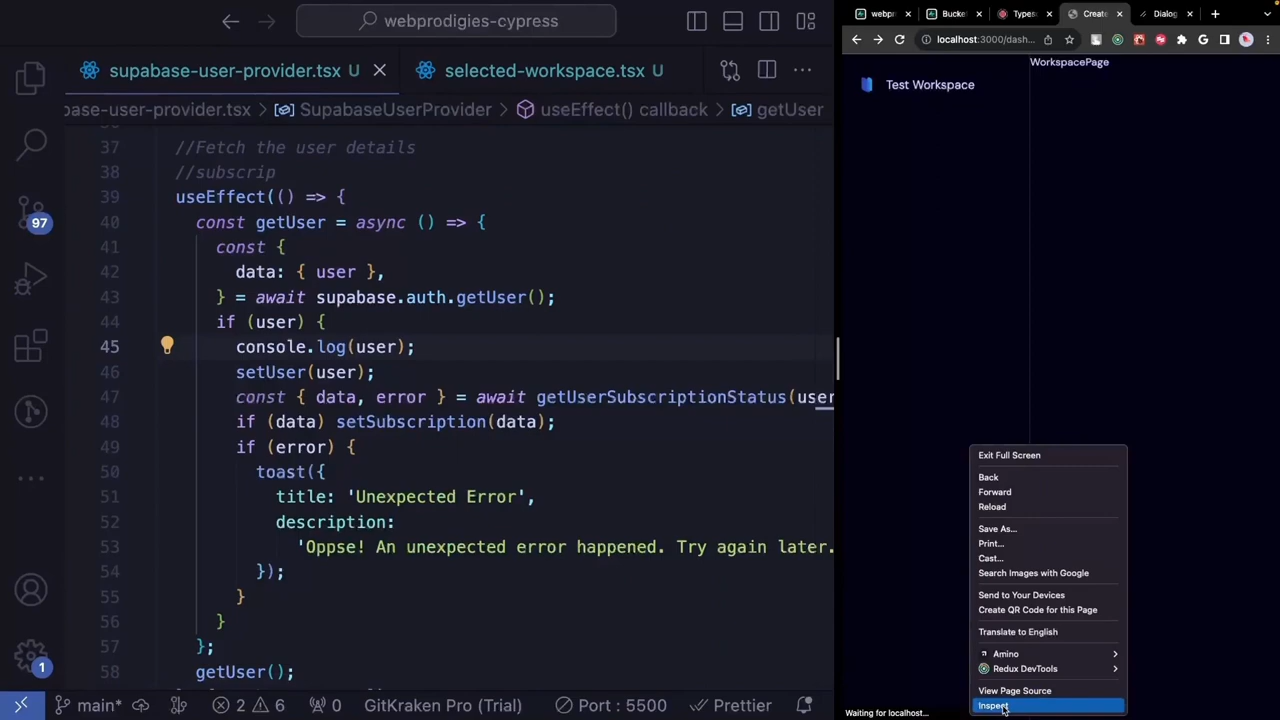 webprodigies-cypress
supabase-user-provider.tsx U
selected-workspace.tsx U
base-user-provider.tsx
SupabaseUserProvider
useEffect() callback
getUser
37 //Fetch the user details
38 //subscrip
39 useEffect(() => {
40 const getUser = async () => {
41 const {
42 data: { user },
43 } = await supabase.auth.getUser();
44 if (user) {
45 console.log(user);
46 setUser(user);
47 const { data, error } = await getUserSubscriptionStatus(user
48 if (data) setSubscription(data);
49 if (error) {
50 toast({
51 title: 'Unexpected Error',
52 description:
53 'Oppse! An unexpected error happened. Try again later.
54 });
55 }
56 }
57 };
58 getUser();
97
1
main*
2
6
0
GitKraken Pro (Trial)
Port : 5500
Prettier
webpr
Bucket
Types
Create
Dialog
localhost:3000/dash...
Test Workspace
WorkspacePage
Exit Full Screen
Back
Forward
Reload
Save As...
Print...
Cast...
Search Images with Google
Send to Your Devices
Create QR Code for this Page
Translate to English
Amino
Redux DevTools
View Page Source
Inspect
Waiting for localhost...